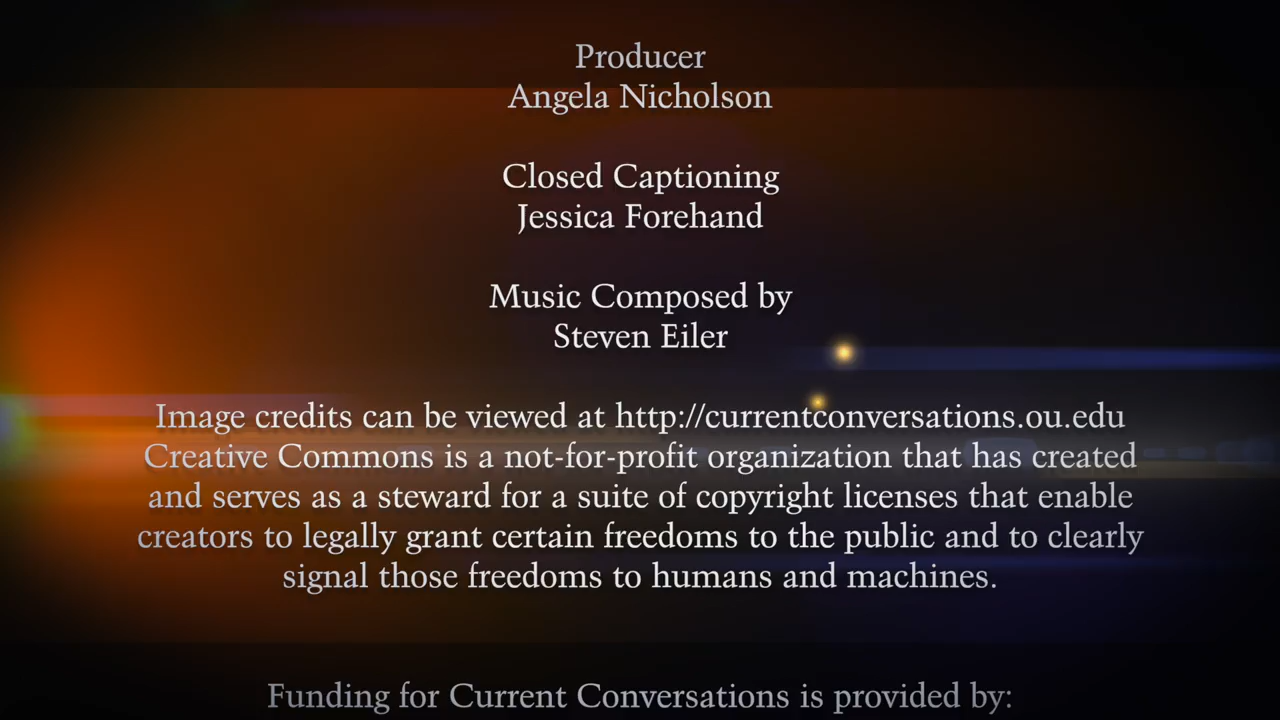 Producer
Angela Nicholson
Closed Captioning
Jessica Forehand
Music Composed by
Steven Eiler
Image credits can be viewed at http://currentconversations.ou.edu
Creative Commons is a not-for-profit organization that has created
and serves as a steward for a suite of copyright licenses that enable
creators to legally grant certain freedoms to the public and to clearly
signal those freedoms to humans and machines.
Funding for Current Conversations is provided by: